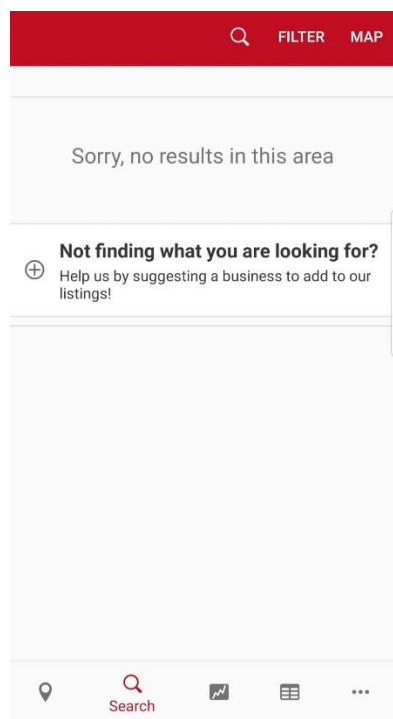 FILTER MAP
Sorry, no results in this area
Not finding what you are looking for?
Help us by suggesting a business to add to our
listings!
Search